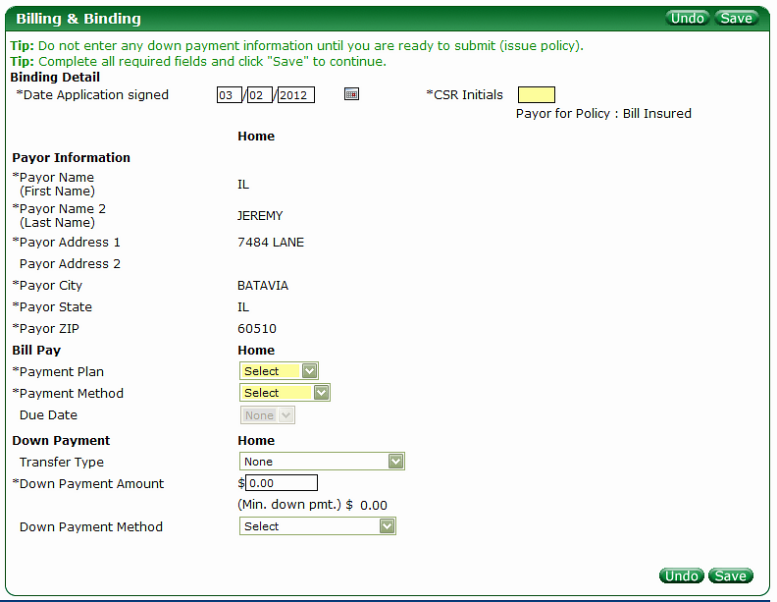 Billing & Binding Undo Save
Tip: Do not enter any down payment information until you are ready to submit (issue policy).
Tip: Complete all required fields and click "Save" to continue.
Binding Detail
*Date Application signed 03 / 02 / 2012 *CSR Initials
Payor for Policy : Bill Insured
Home
Payor Information
*Payor Name
(First Name) IL
*Payor Name 2
(Last Name) JEREMY
*Payor Address 1 7484 LANE
Payor Address 2
*Payor City BATAVIA
*Payor State IL
*Payor ZIP 60510
Bill Pay Home
*Payment Plan Select
*Payment Method Select
Due Date None
Down Payment Home
Transfer Type None
*Down Payment Amount $ 0.00
(Min. down pmt.) $ 0.00
Down Payment Method Select
Undo Save